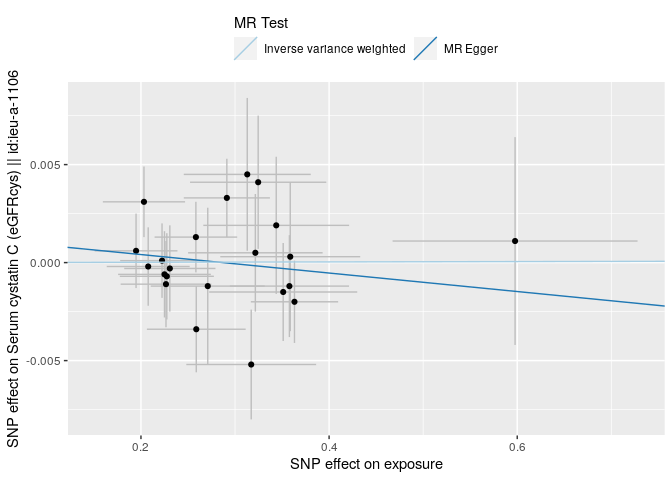 MR Test
Inverse variance weighted
MR Egger
SNP effect on Serum cystatin C (eGFRcys) || id:ieu-a-1106
0.005
0.000
-0.005
0.2
0.4
0.6
SNP effect on exposure